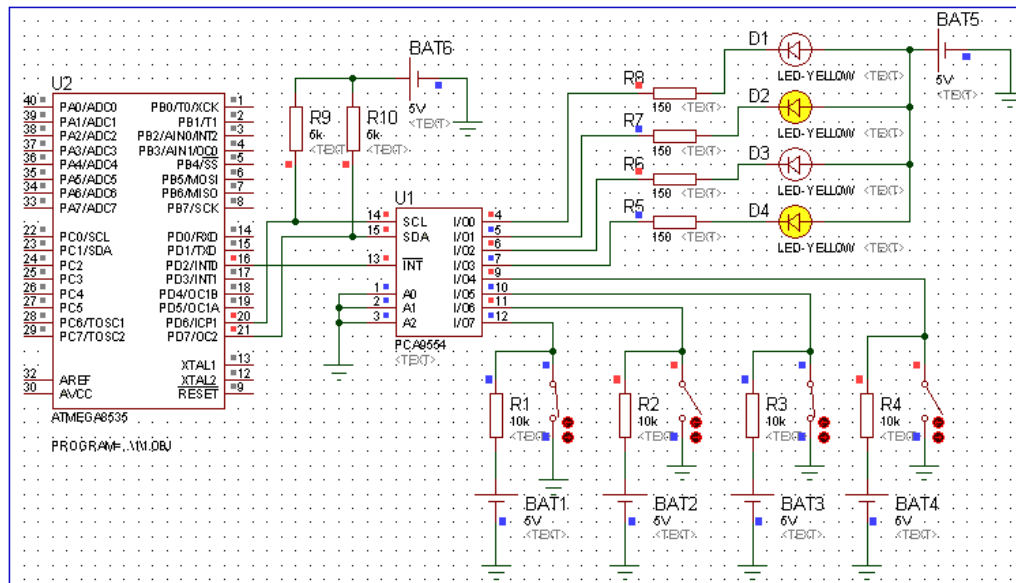 U2
40 PA0/ADC0 PB0/T0/XCK 1
39 PA1/ADC1 PB1/T1 2
38 PA2/ADC2 PB2/AIN0/INT2 3
37 PA3/ADC3 PB3/AIN1/OC0 4
36 PA4/ADC4 PB4/SS 5
35 PA5/ADC5 PB5/MOSI 6
34 PA6/ADC6 PB6/MISO 7
33 PA7/ADC7 PB7/SCK 8
22 PC0/SCL PD0/RXD 14
23 PC1/SDA PD1/TXD 15
24 PC2 PD2/INT0 16
25 PC3 PD3/INT1 17
26 PC4 PD4/OC1B 18
27 PC5 PD5/OC1A 19
28 PC6/TOSC1 PD6/ICP1 20
29 PC7/TOSC2 PD7/OC2 21
XTAL1 13
32 AREF XTAL2 12
30 AVCC RESET 9
ATMEGA8535
PROGRAM=..\1\1.OBJ
BAT6
5V
<TEXT>
R9
<TEXT>
R10
<TEXT>
U1
14 SCL I/O0 4
15 SDA I/O1 5
I/O2 6
13 INT I/O3 7
I/O4 9
1 A0 I/O5 10
2 A1 I/O6 11
3 A2 I/O7 12
PCA9554
<TEXT>
R8
150 <TEXT>
R7
150 <TEXT>
R6
150 <TEXT>
R5
150 <TEXT>
D1
LED-YELLOW <TEXT>
D2
LED-YELLOW <TEXT>
D3
LED-YELLOW <TEXT>
D4
LED-YELLOW <TEXT>
BAT5
5V
<TEXT>
R1
10k
<TEXT>
R2
10k
<TEXT>
R3
10k
<TEXT>
R4
10k
<TEXT>
BAT1
5V
<TEXT>
BAT2
5V
<TEXT>
BAT3
5V
<TEXT>
BAT4
5V
<TEXT>